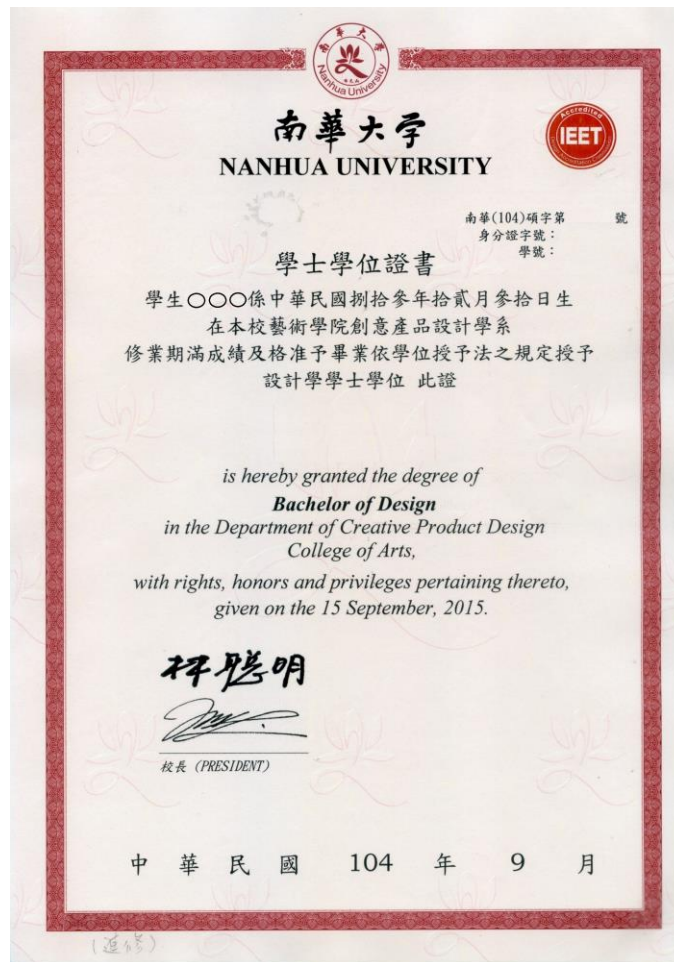 南華大學
Nanhua University
南華大学
NANHUA UNIVERSITY
Accredited
IEET
南華(104)碩字第 號
身分證字號：
學號：
學士學位證書
學生○○○係中華民國捌拾參年拾貳月參拾日生
在本校藝術學院創意產品設計學系
修業期滿成績及格准予畢業依學位授予法之規定授予
設計學學士學位 此證
is hereby granted the degree of
Bachelor of Design
in the Department of Creative Product Design
College of Arts,
with rights, honors and privileges pertaining thereto,
given on the 15 September, 2015.
林聰明
校長 (PRESIDENT)
中 華 民 國 104 年 9 月